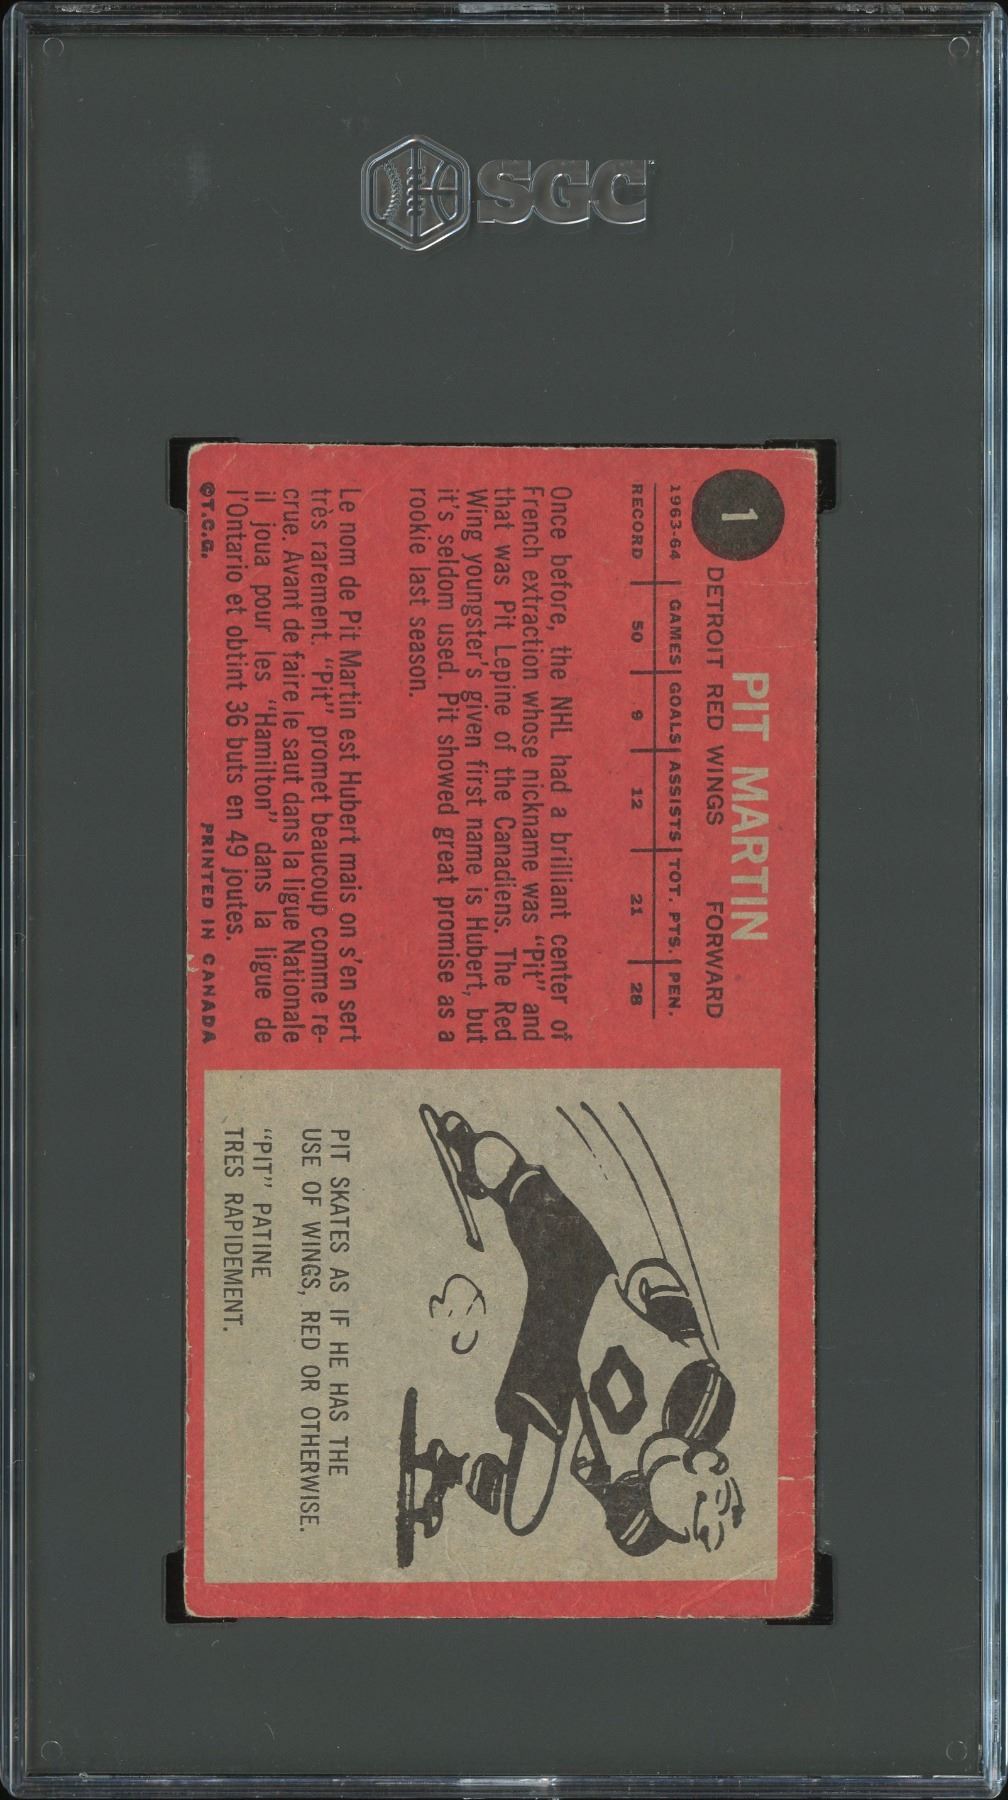 SGC
1
PIT MARTIN
DETROIT RED WINGS FORWARD
1963-64 GAMES GOALS ASSISTS TOT. PTS. PEN.
RECORD 50 9 12 21 28
Once before, the NHL had a brilliant center of
French extraction whose nickname was "Pit" and
that was Pit Lepine of the Canadiens. The Red
Wing youngster's given first name is Hubert, but
it's seldom used. Pit showed great promise as a
rookie last season.
Le nom de Pit Martin est Hubert mais on s'en sert
très rarement. "Pit" promet beaucoup comme re-
crue. Avant de faire le saut dans la ligue Nationale
il joua pour les "Hamilton" dans la ligue de
l'Ontario et obtint 36 buts en 49 joutes.
©T.C.G. PRINTED IN CANADA
PIT SKATES AS IF HE HAS THE
USE OF WINGS, RED OR OTHERWISE.
"PIT" PATINE
TRES RAPIDEMENT.